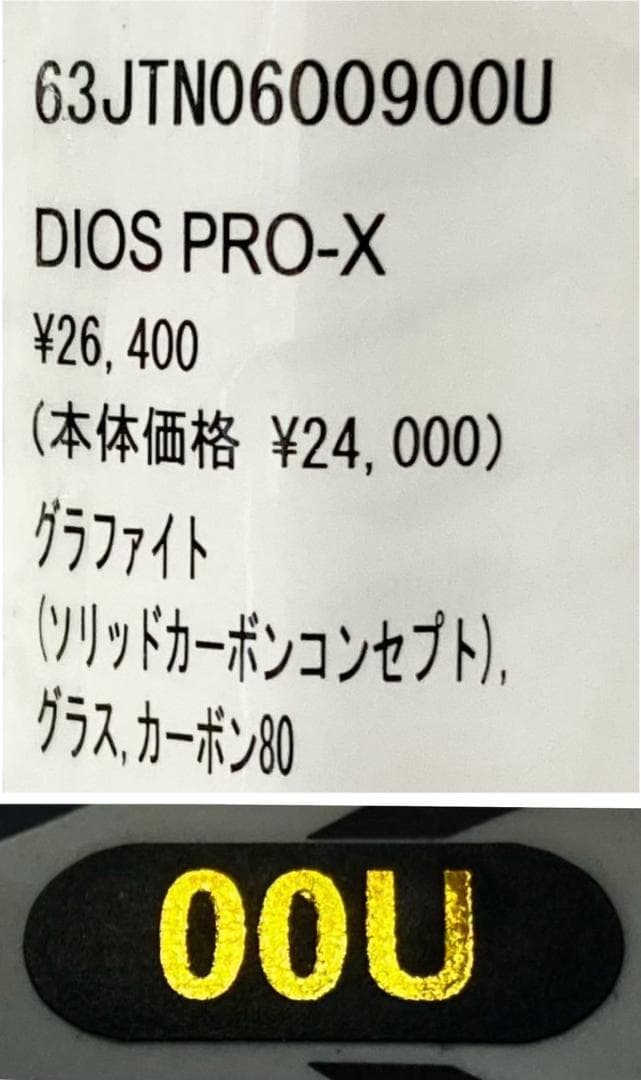 63JTN0600900U
DIOS PRO-X
¥26,400
(本体価格 ¥24,000)
グラファイト
(ソリッドカーボンコンセプト),
グラス,カーボン80
00U